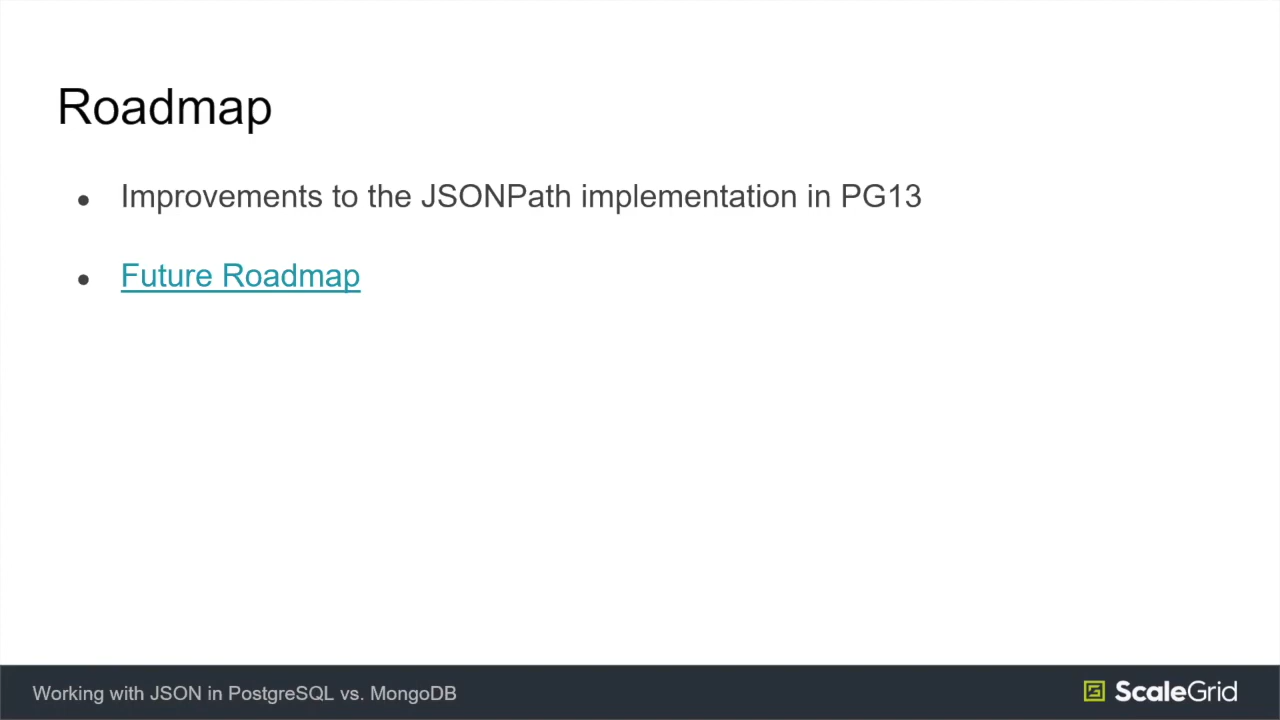 Roadmap
● Improvements to the JSONPath implementation in PG13
● Future Roadmap
Working with JSON in PostgreSQL vs. MongoDB
ScaleGrid